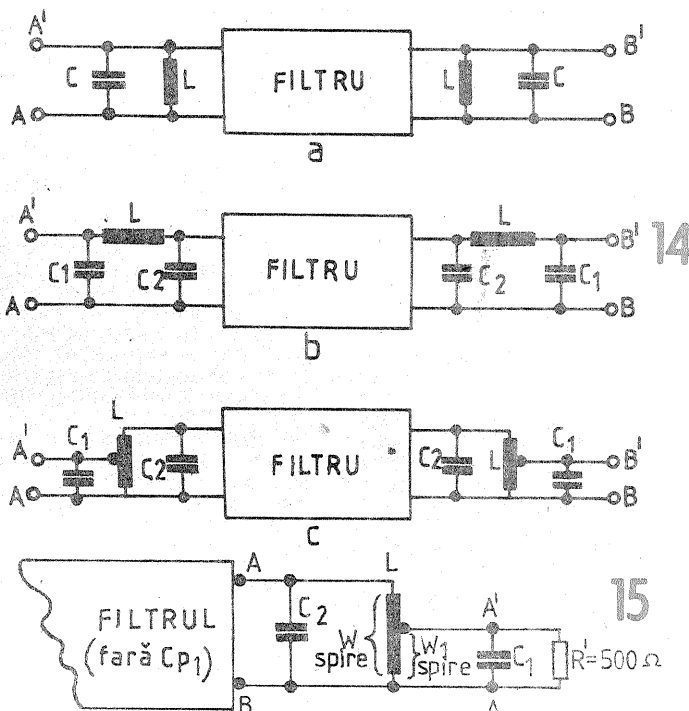 A' B'
C L FILTRU L C
A B
a
A' L L B' 14
C1 C2 FILTRU C2 C1
A B
b
L
A' C1 C2 FILTRU C2 L C1 B'
A B
c
A L 15
FILTRUL C2 W A'
(fară Cp1) spire W1 C1 R'=500 Ω
spire
B A